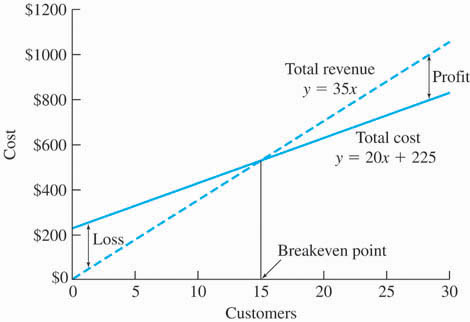 $1200
$1000
$800
$600
$400
$200
$0
Cost
Total revenue
y = 35x
Profit
Total cost
y = 20x + 225
Loss
Breakeven point
0 5 10 15 20 25 30
Customers